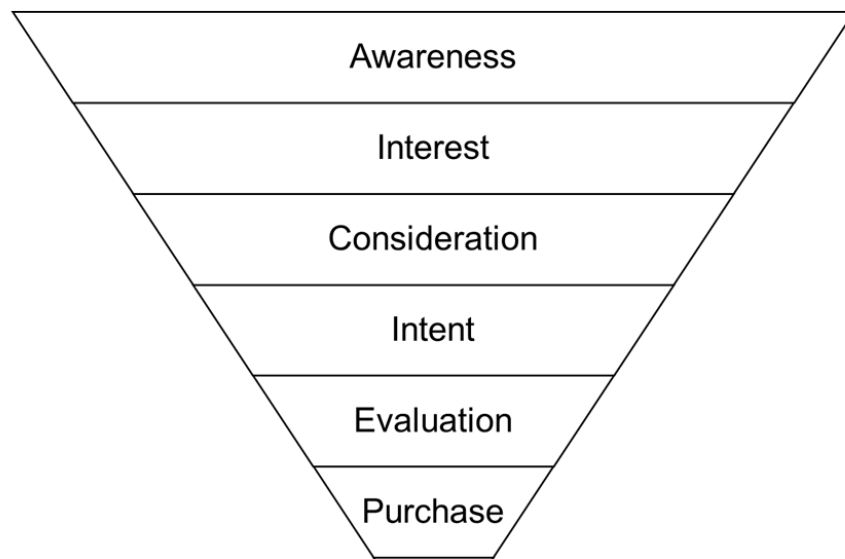 Awareness
Interest
Consideration
Intent
Evaluation
Purchase